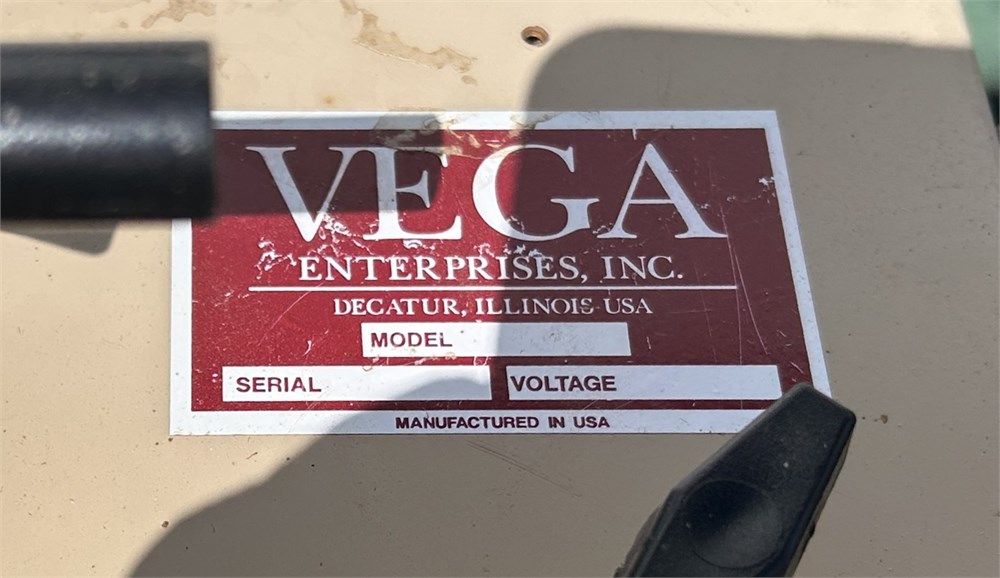 VEGA
ENTERPRISES, INC.
DECATUR, ILLINOIS USA
MODEL
SERIAL VOLTAGE
MANUFACTURED IN USA